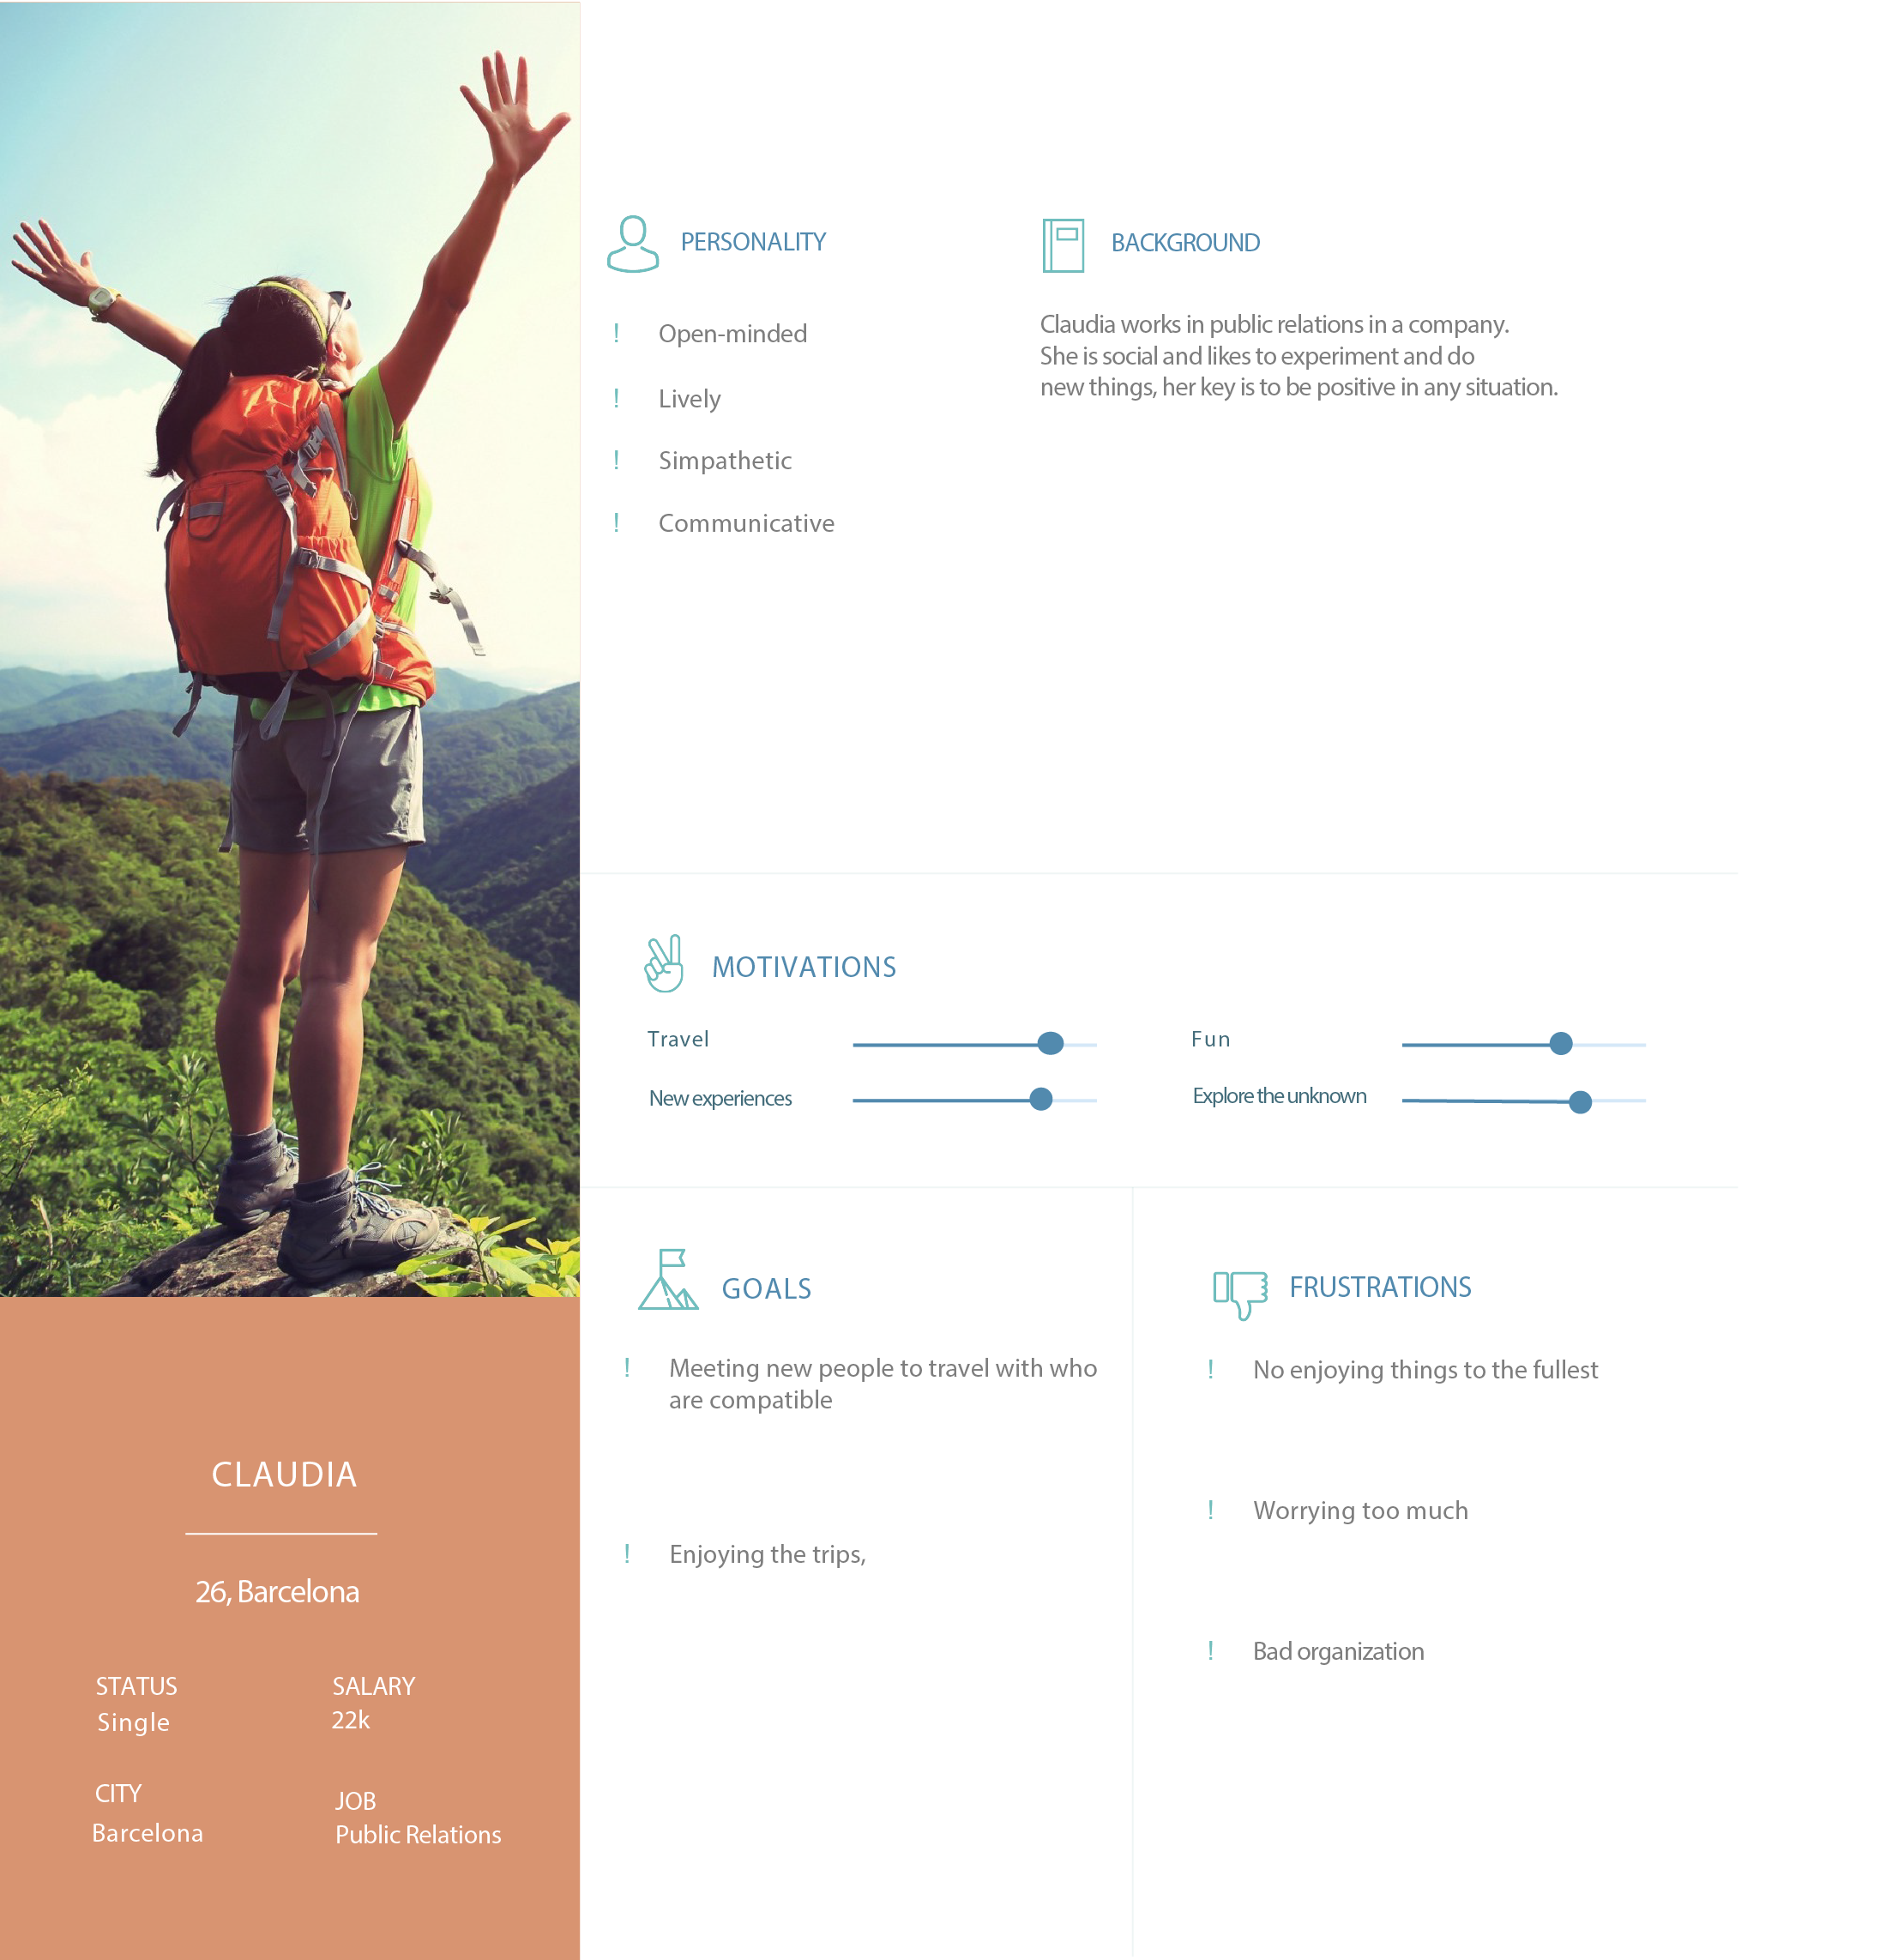 PERSONALITY
! Open-minded
! Lively
! Simpathetic
! Communicative
BACKGROUND
Claudia works in public relations in a company.
She is social and likes to experiment and do
new things, her key is to be positive in any situation.
MOTIVATIONS
Travel
Fun
New experiences
Explore the unknown
GOALS
! Meeting new people to travel with who
are compatible
! Enjoying the trips,
FRUSTRATIONS
! No enjoying things to the fullest
! Worrying too much
! Bad organization
CLAUDIA
26, Barcelona
STATUS
Single
SALARY
22k
CITY
Barcelona
JOB
Public Relations